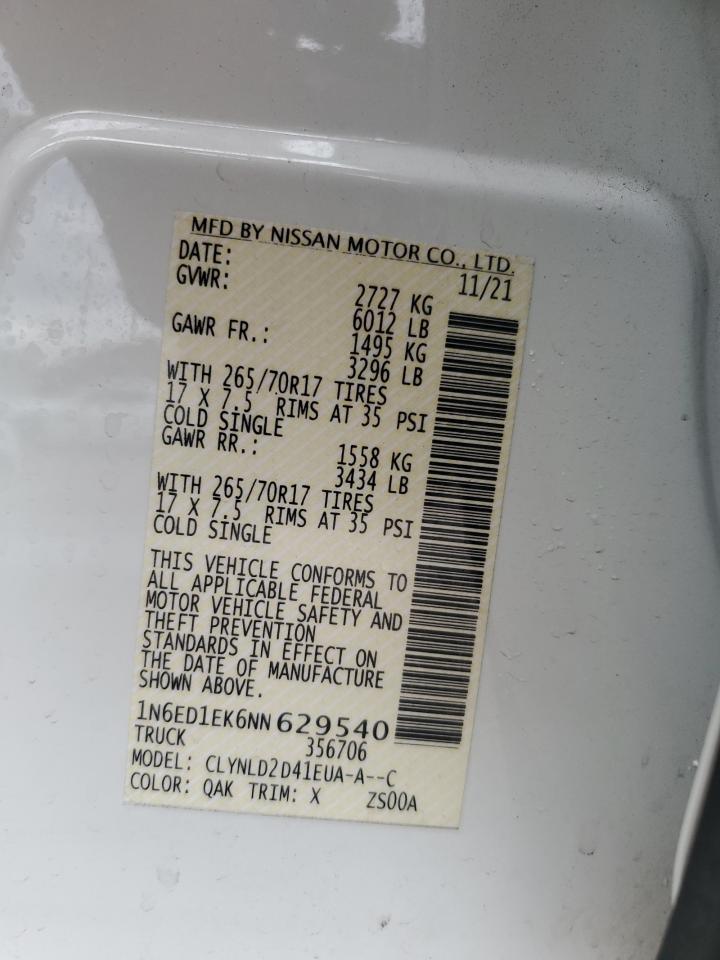 MFD BY NISSAN MOTOR CO., LTD.
DATE: 11/21
GVWR: 2727 KG
6012 LB
GAWR FR.: 1495 KG
3296 LB
WITH 265/70R17 TIRES
17 X 7.5 RIMS AT 35 PSI
COLD SINGLE
GAWR RR.: 1558 KG
3434 LB
WITH 265/70R17 TIRES
17 X 7.5 RIMS AT 35 PSI
COLD SINGLE
THIS VEHICLE CONFORMS TO
ALL APPLICABLE FEDERAL
MOTOR VEHICLE SAFETY AND
THEFT PREVENTION
STANDARDS IN EFFECT ON
THE DATE OF MANUFACTURE
SHOWN ABOVE.
1N6ED1EK6NN629540
TRUCK 356706
MODEL: CLYNLD2D41EUA-A--C
COLOR: QAK TRIM: X ZS00A